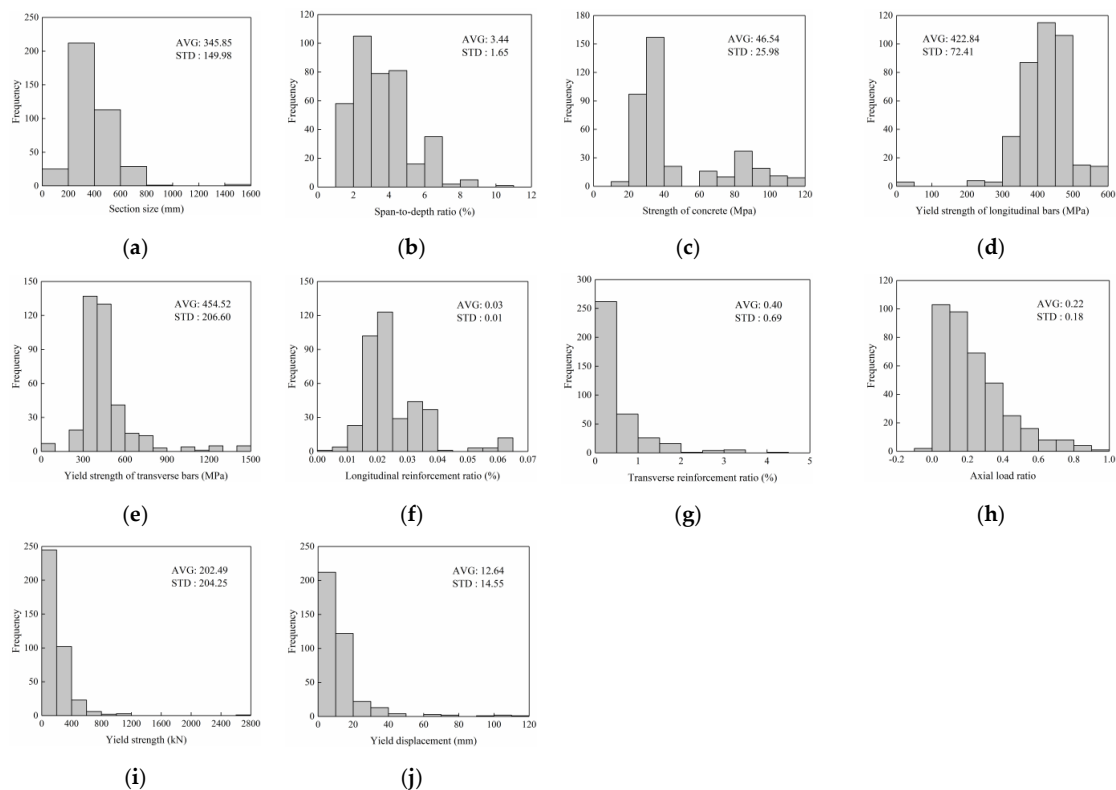 250
200
150
100
50
0
Frequency
AVG: 345.85
STD : 149.98
0 200 400 600 800 1000 1200 1400 1600
Section size (mm)
(a)
120
100
80
60
40
20
0
Frequency
AVG: 3.44
STD : 1.65
2 4 6 8 10 12
Span-to-depth ratio (%)
(b)
180
150
120
90
60
30
0
Frequency
AVG: 46.54
STD : 25.98
0 20 40 60 80 100 120
Strength of concrete (Mpa)
(c)
120
100
80
60
40
20
0
Frequency
AVG: 422.84
STD : 72.41
0 100 200 300 400 500 600
Yield strength of longitudinal bars (MPa)
(d)
150
120
90
60
30
0
Frequency
AVG: 454.52
STD : 206.60
0 300 600 900 1200 1500
Yield strength of transverse bars (MPa)
(e)
150
120
90
60
30
0
Frequency
AVG: 0.03
STD : 0.01
0.00 0.01 0.02 0.03 0.04 0.05 0.06 0.07
Longitudinal reinforcement ratio (%)
(f)
300
250
200
150
100
50
0
Frequency
AVG: 0.40
STD : 0.69
0 1 2 3 4 5
Transverse reinforcement ratio (%)
(g)
120
100
80
60
40
20
0
Frequency
AVG: 0.22
STD : 0.18
-0.2 0.0 0.2 0.4 0.6 0.8 1.0
Axial load ratio
(h)
250
200
150
100
50
0
Frequency
AVG: 202.49
STD : 204.25
0 400 800 1200 1600 2000 2400 2800
Yield strength (kN)
(i)
250
200
150
100
50
0
Frequency
AVG: 12.64
STD : 14.55
0 20 40 60 80 100 120
Yield displacement (mm)
(j)